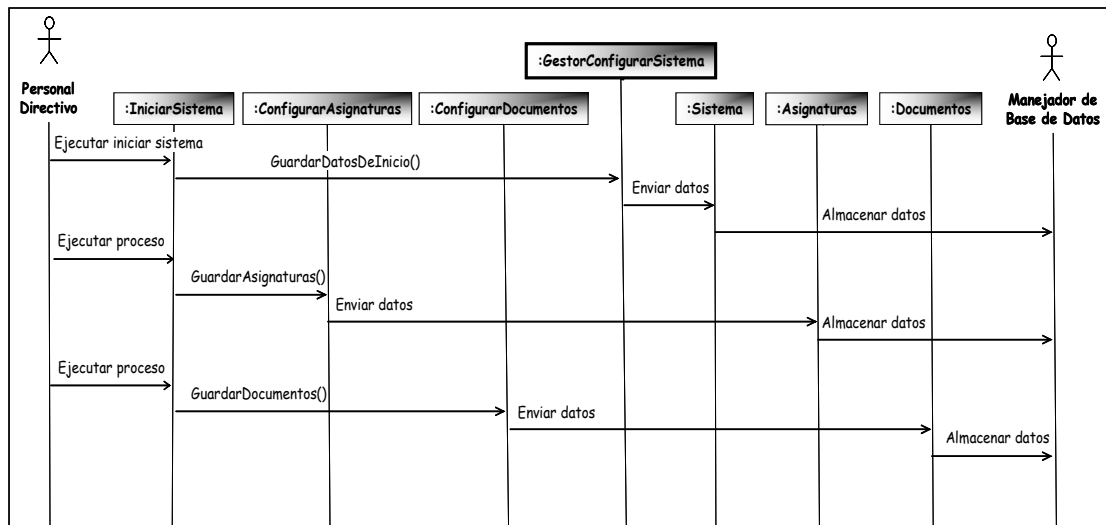 :GestorConfigurarSistema
Personal
Directivo
:IniciarSistema
:ConfigurarAsignaturas
:ConfigurarDocumentos
:Sistema
:Asignaturas
:Documentos
Manejador de
Base de Datos
Ejecutar iniciar sistema
GuardarDatosDeInicio()
Enviar datos
Almacenar datos
Ejecutar proceso
GuardarAsignaturas()
Enviar datos
Almacenar datos
Ejecutar proceso
GuardarDocumentos()
Enviar datos
Almacenar datos